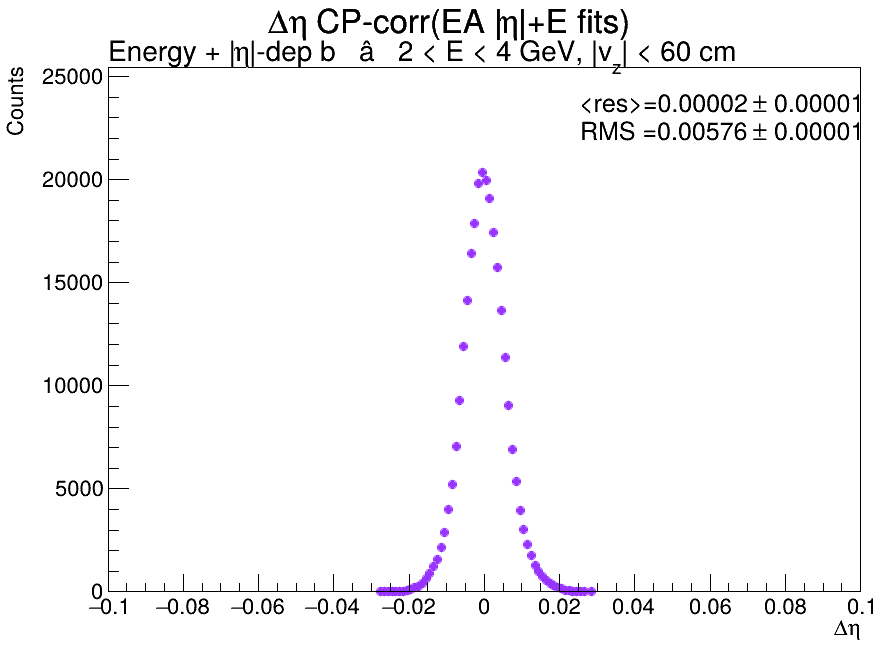 Δη CP-corr(EA |η|+E fits)
Energy + |η|-dep b â 2 < E < 4 GeV, |v_z| < 60 cm
Counts
<res>=0.00002 ± 0.00001
RMS =0.00576 ± 0.00001
25000
20000
15000
10000
5000
0
−0.1 −0.08 −0.06 −0.04 −0.02 0 0.02 0.04 0.06 0.08 0.1
Δη